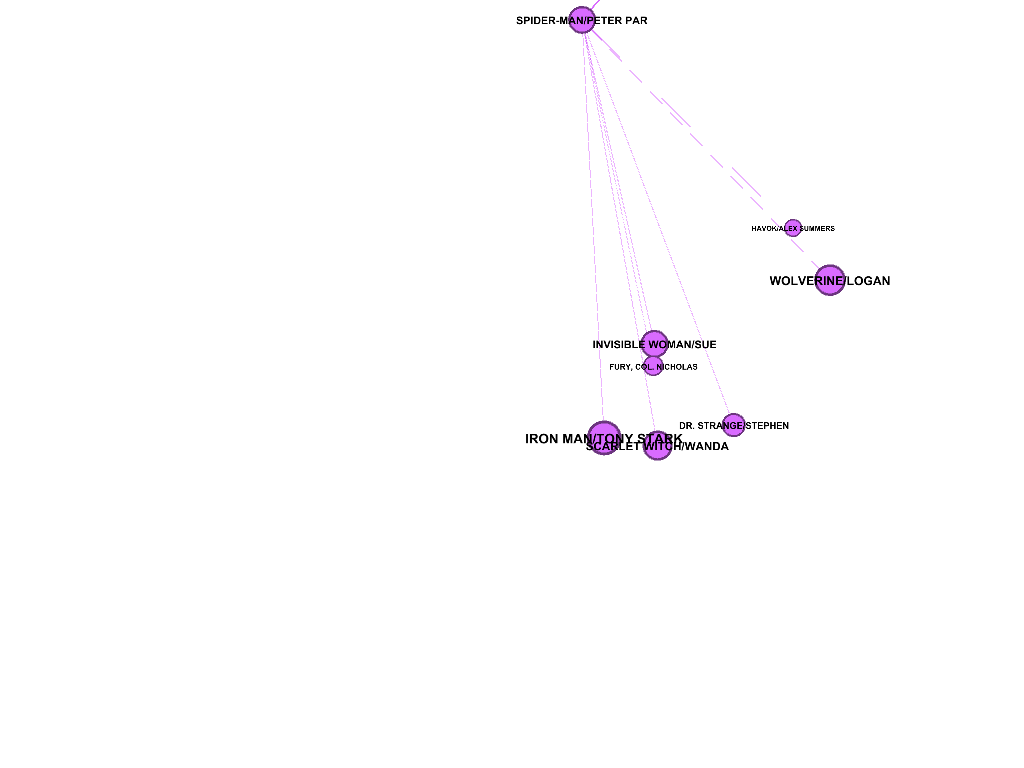 SPIDER-MAN/PETER PAR
HAVOK/ALEX SUMMERS
WOLVERINE/LOGAN
INVISIBLE WOMAN/SUE
FURY, COL. NICHOLAS
DR. STRANGE/STEPHEN
IRON MAN/TONY STARK
SCARLET WITCH/WANDA